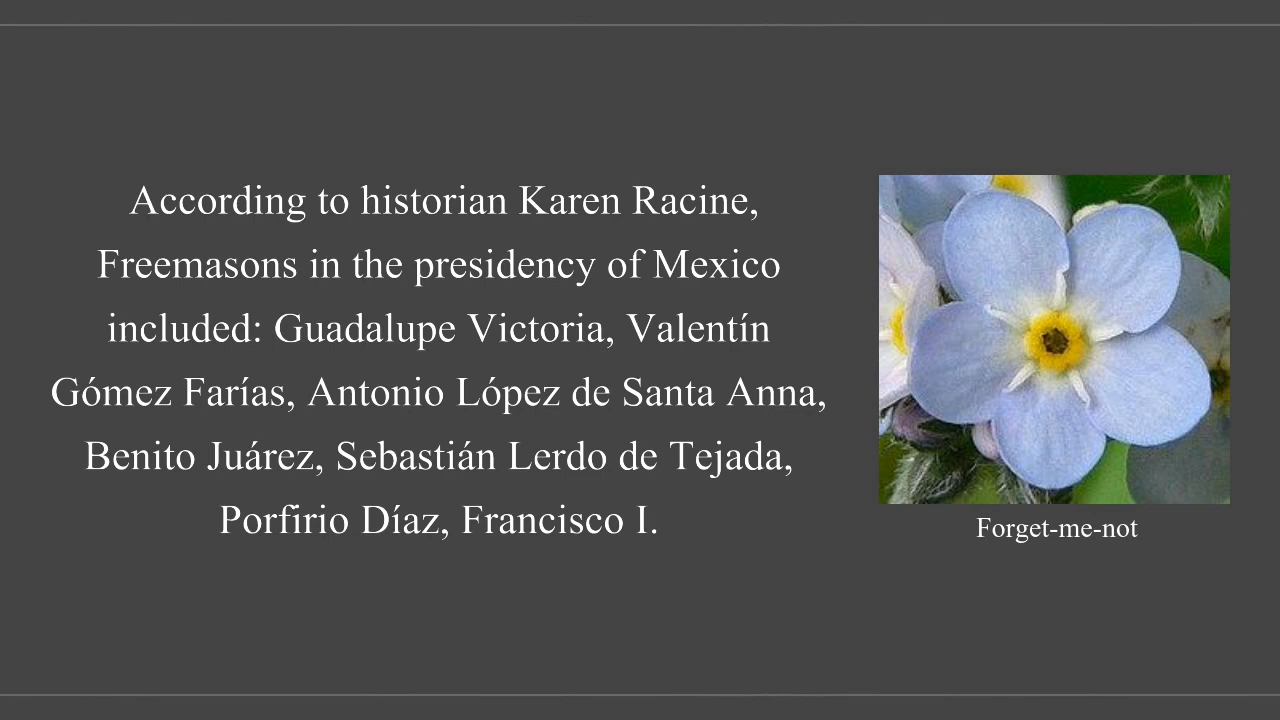 According to historian Karen Racine,
Freemasons in the presidency of Mexico
included: Guadalupe Victoria, Valentín
Gómez Farías, Antonio López de Santa Anna,
Benito Juárez, Sebastián Lerdo de Tejada,
Porfirio Díaz, Francisco I.
Forget-me-not